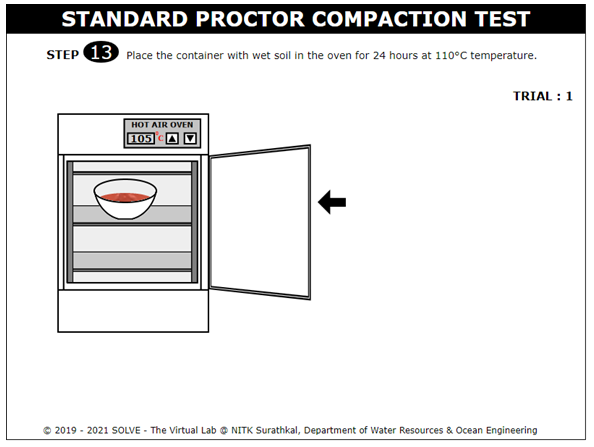 STANDARD PROCTOR COMPACTION TEST
STEP 13 Place the container with wet soil in the oven for 24 hours at 110°C temperature.
TRIAL : 1
HOT AIR OVEN
105 °C
© 2019 - 2021 SOLVE - The Virtual Lab @ NITK Surathkal, Department of Water Resources & Ocean Engineering